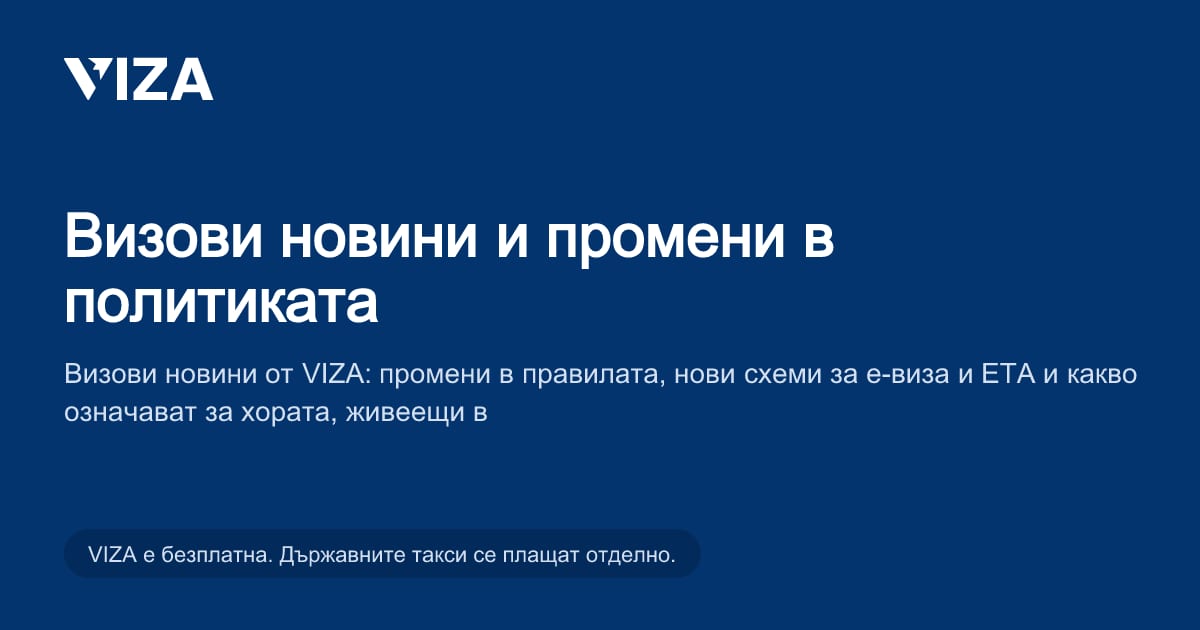 VIZA
Визови новини и промени в
политиката
Визови новини от VIZA: промени в правилата, нови схеми за е-виза и ETA и какво
означават за хората, живеещи в
VIZA е безплатна. Държавните такси се плащат отделно.